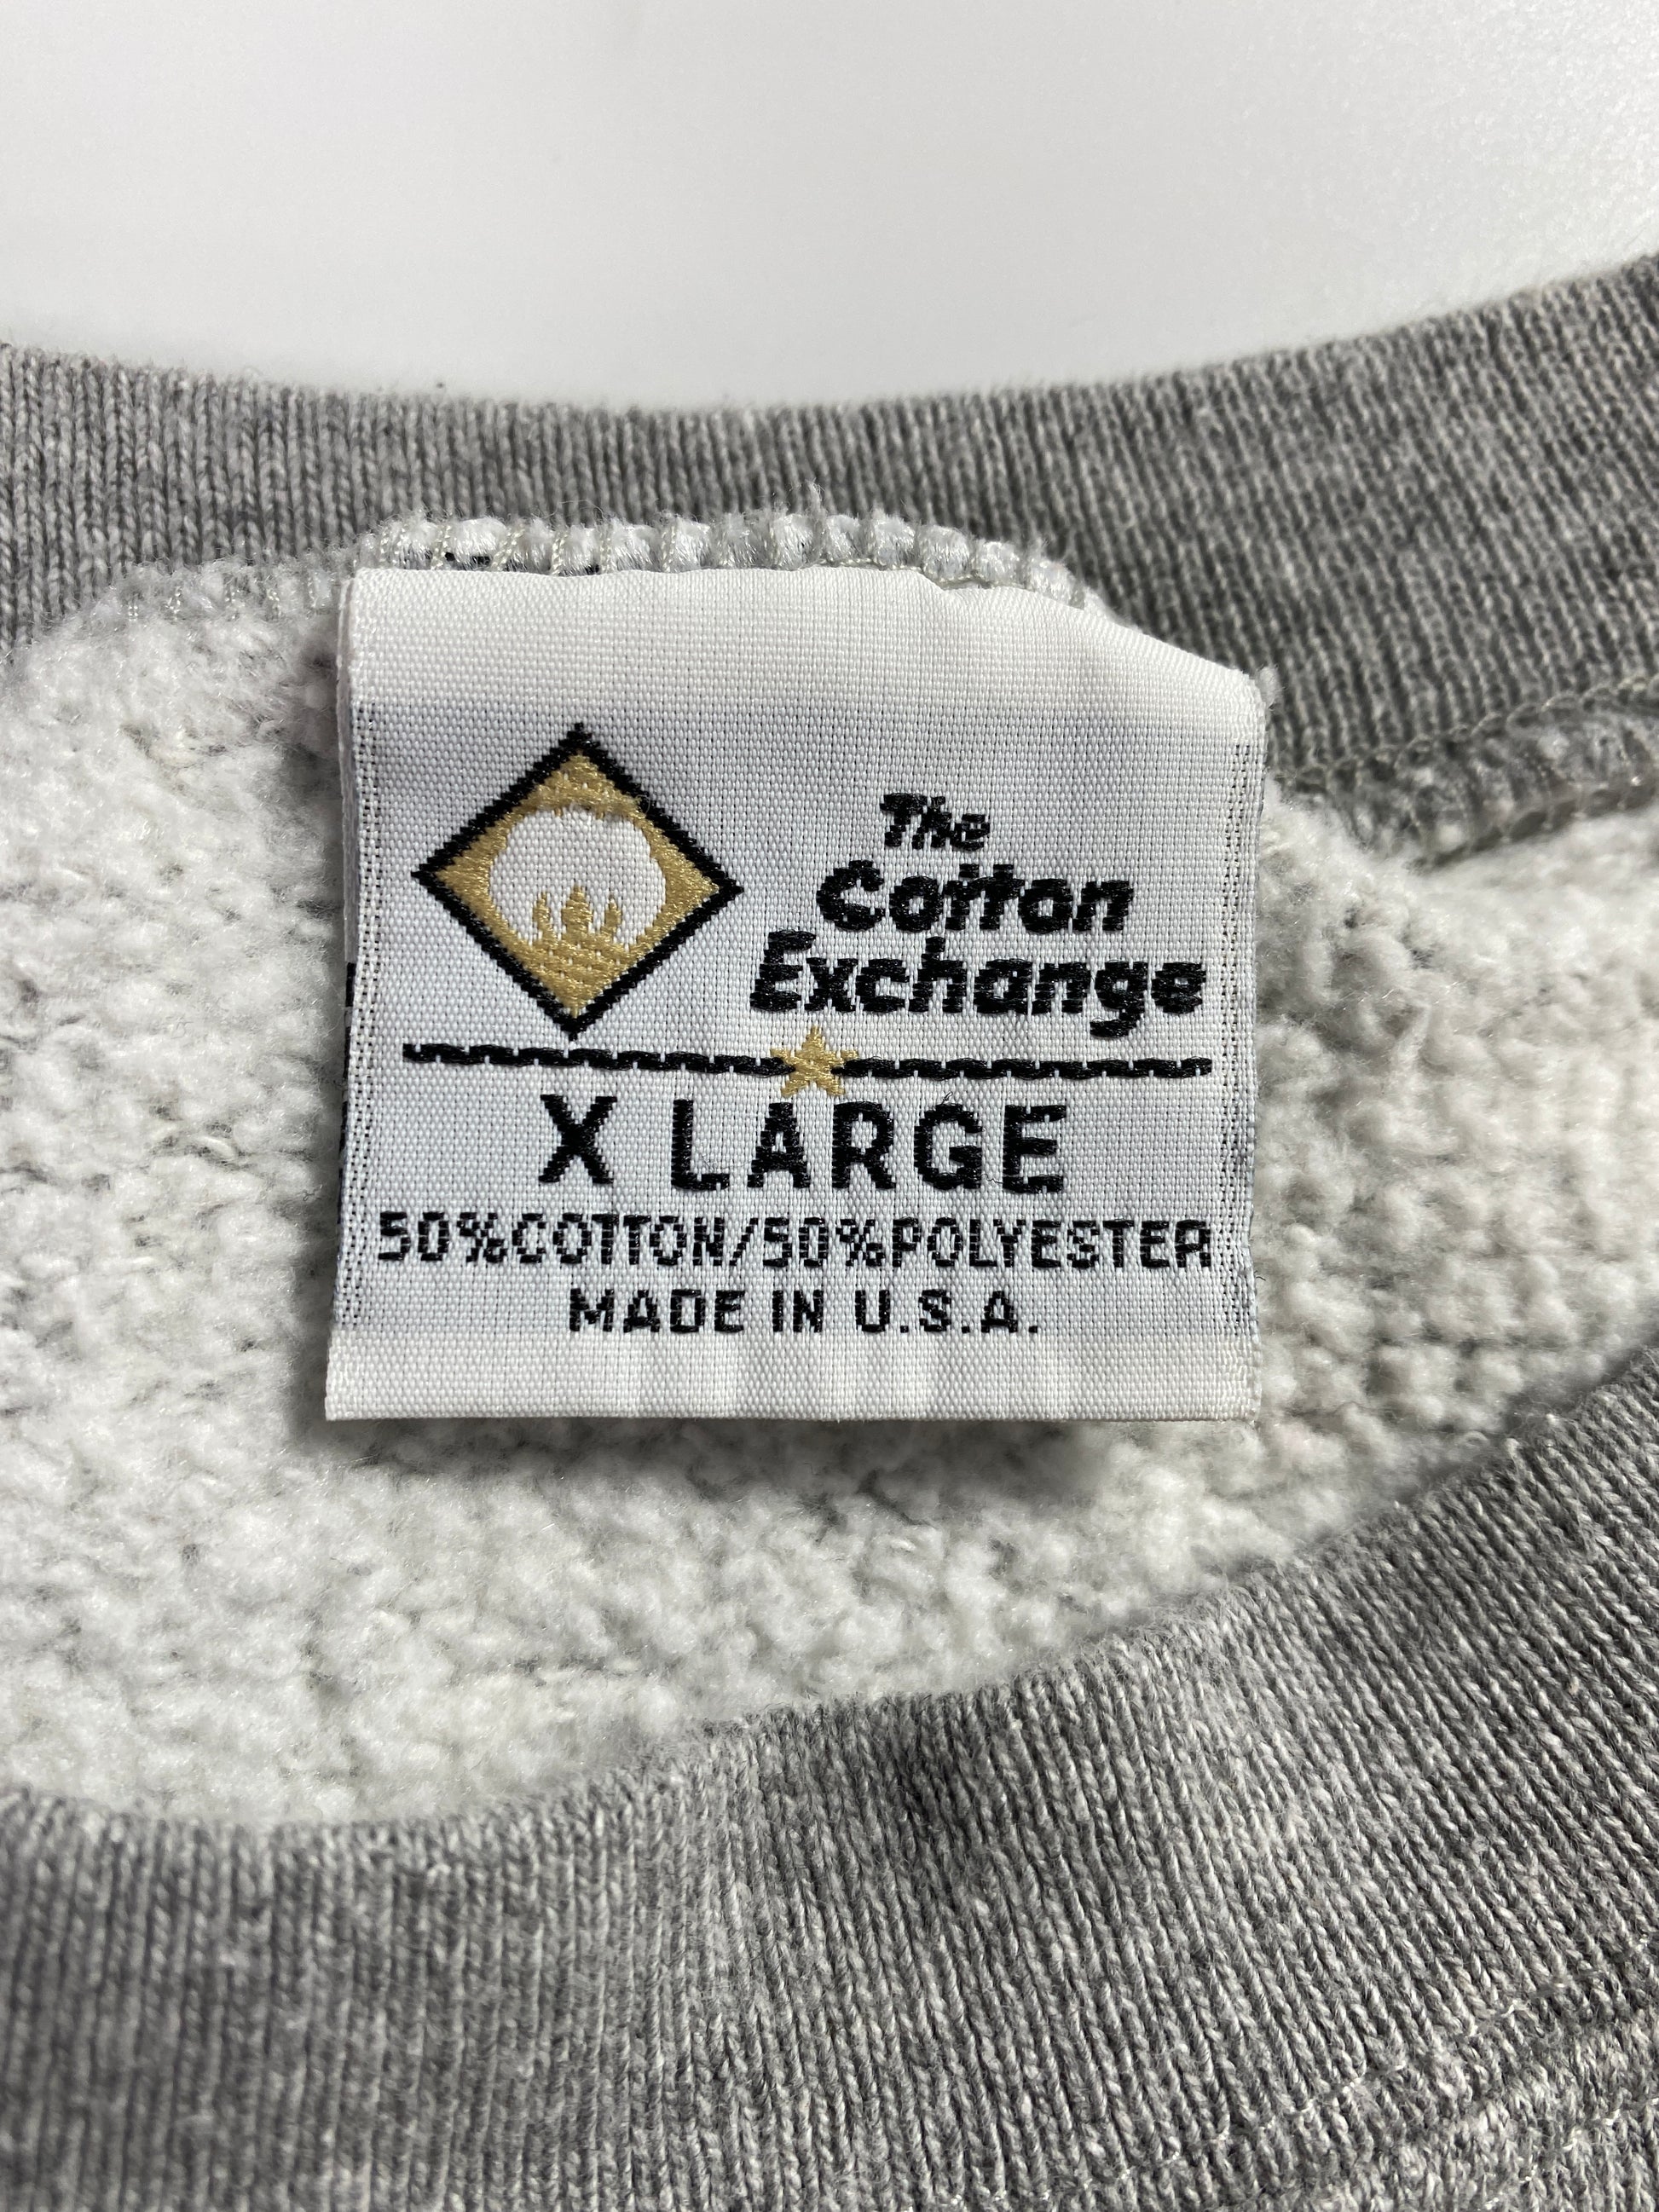 The
Cotton
Exchange
X LARGE
50%COTTON/50%POLYESTER
MADE IN U.S.A.